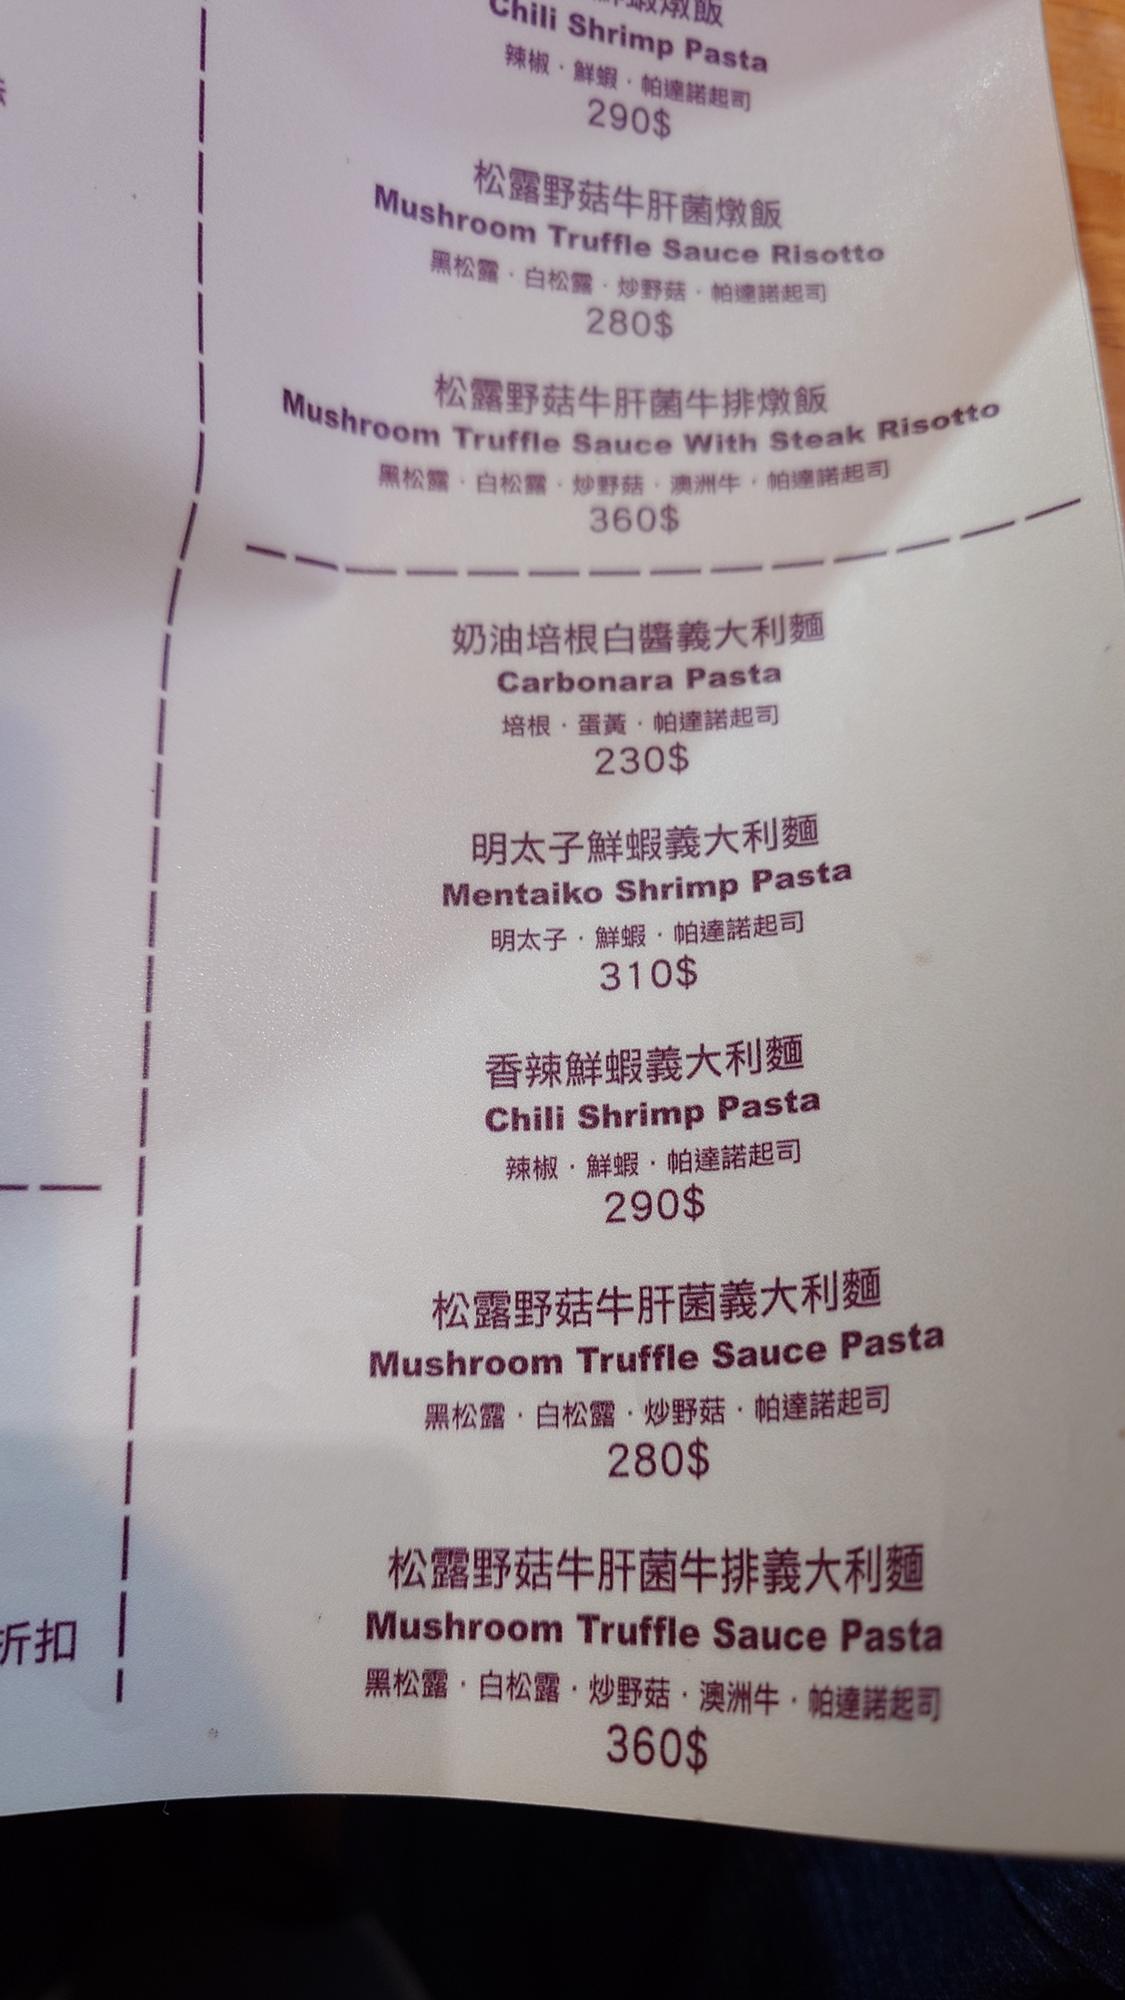 蝦燉飯
Chili Shrimp Pasta
辣椒·鮮蝦·帕達諾起司
290$
松露野菇牛肝菌燉飯
Mushroom Truffle Sauce Risotto
黑松露·白松露·炒野菇·帕達諾起司
280$
松露野菇牛肝菌牛排燉飯
Mushroom Truffle Sauce With Steak Risotto
黑松露·白松露·炒野菇·澳洲牛·帕達諾起司
360$
奶油培根白醬義大利麵
Carbonara Pasta
培根·蛋黃·帕達諾起司
230$
明太子鮮蝦義大利麵
Mentaiko Shrimp Pasta
明太子·鮮蝦·帕達諾起司
310$
香辣鮮蝦義大利麵
Chili Shrimp Pasta
辣椒·鮮蝦·帕達諾起司
290$
松露野菇牛肝菌義大利麵
Mushroom Truffle Sauce Pasta
黑松露·白松露·炒野菇·帕達諾起司
280$
松露野菇牛肝菌牛排義大利麵
Mushroom Truffle Sauce Pasta
黑松露·白松露·炒野菇·澳洲牛·帕達諾起司
360$
折扣